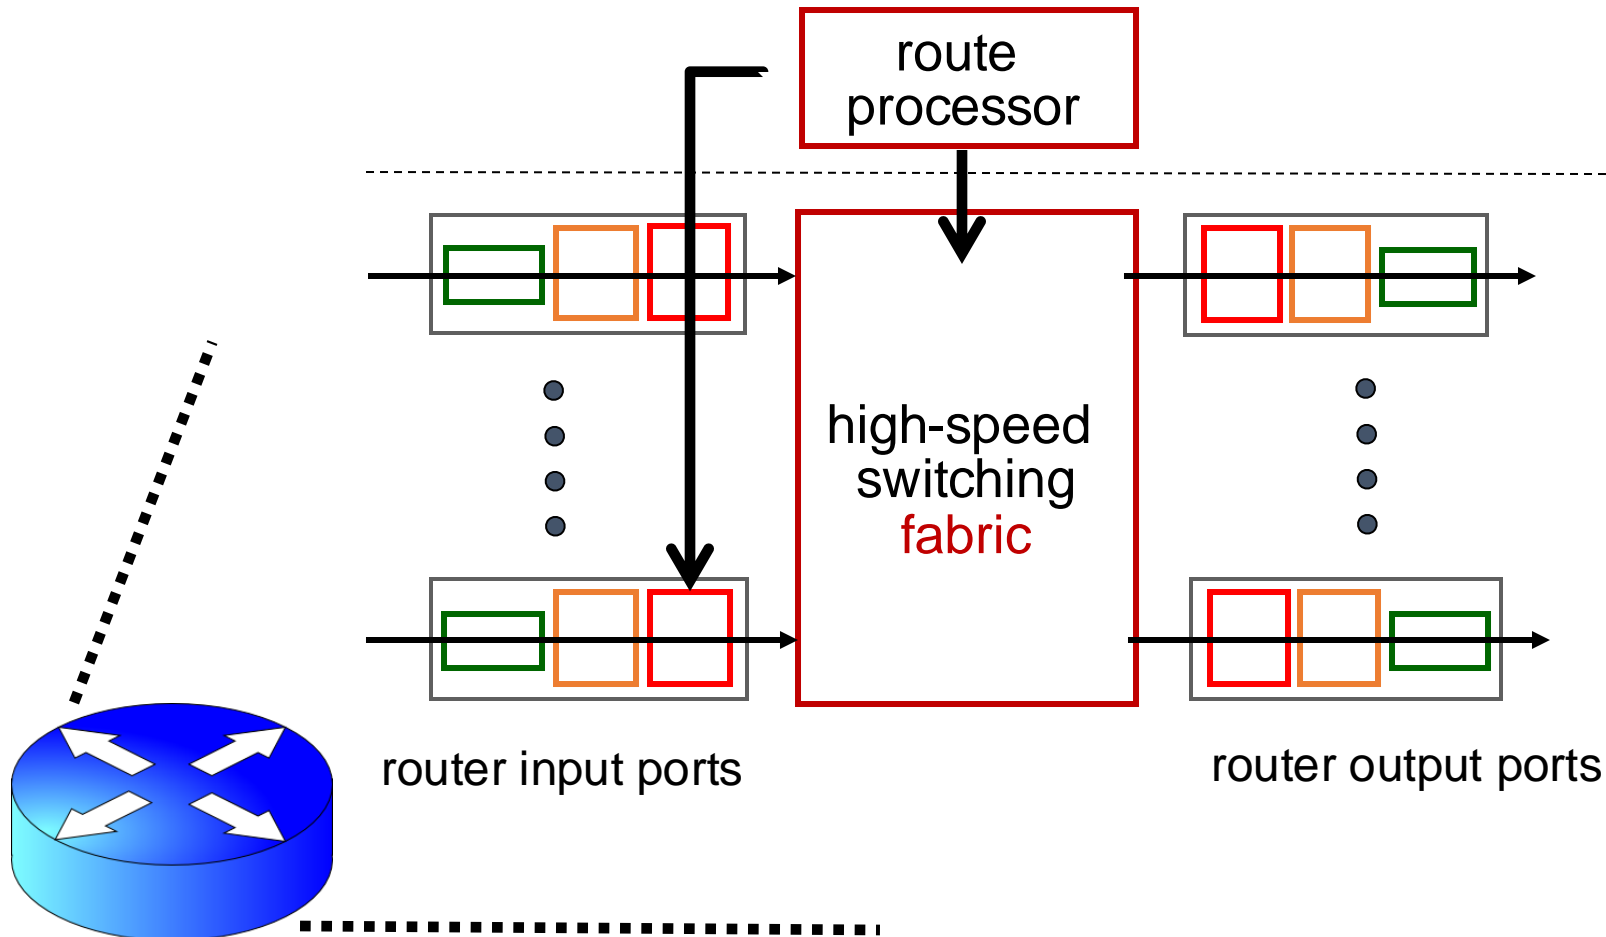 route
processor
high-speed
switching
fabric
router input ports
router output ports